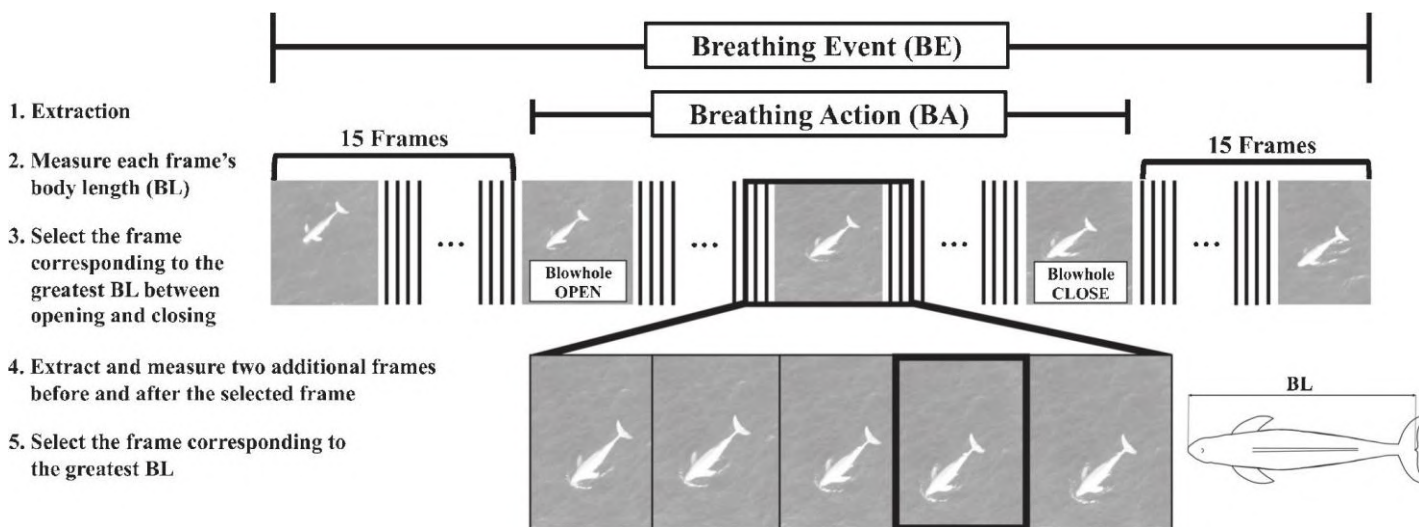 Breathing Event (BE)
Breathing Action (BA)
1. Extraction
15 Frames
15 Frames
2. Measure each frame's
body length (BL)
3. Select the frame
corresponding to the
greatest BL between
opening and closing
...
...
...
...
Blowhole
OPEN
Blowhole
CLOSE
4. Extract and measure two additional frames
before and after the selected frame
5. Select the frame corresponding to
the greatest BL
BL